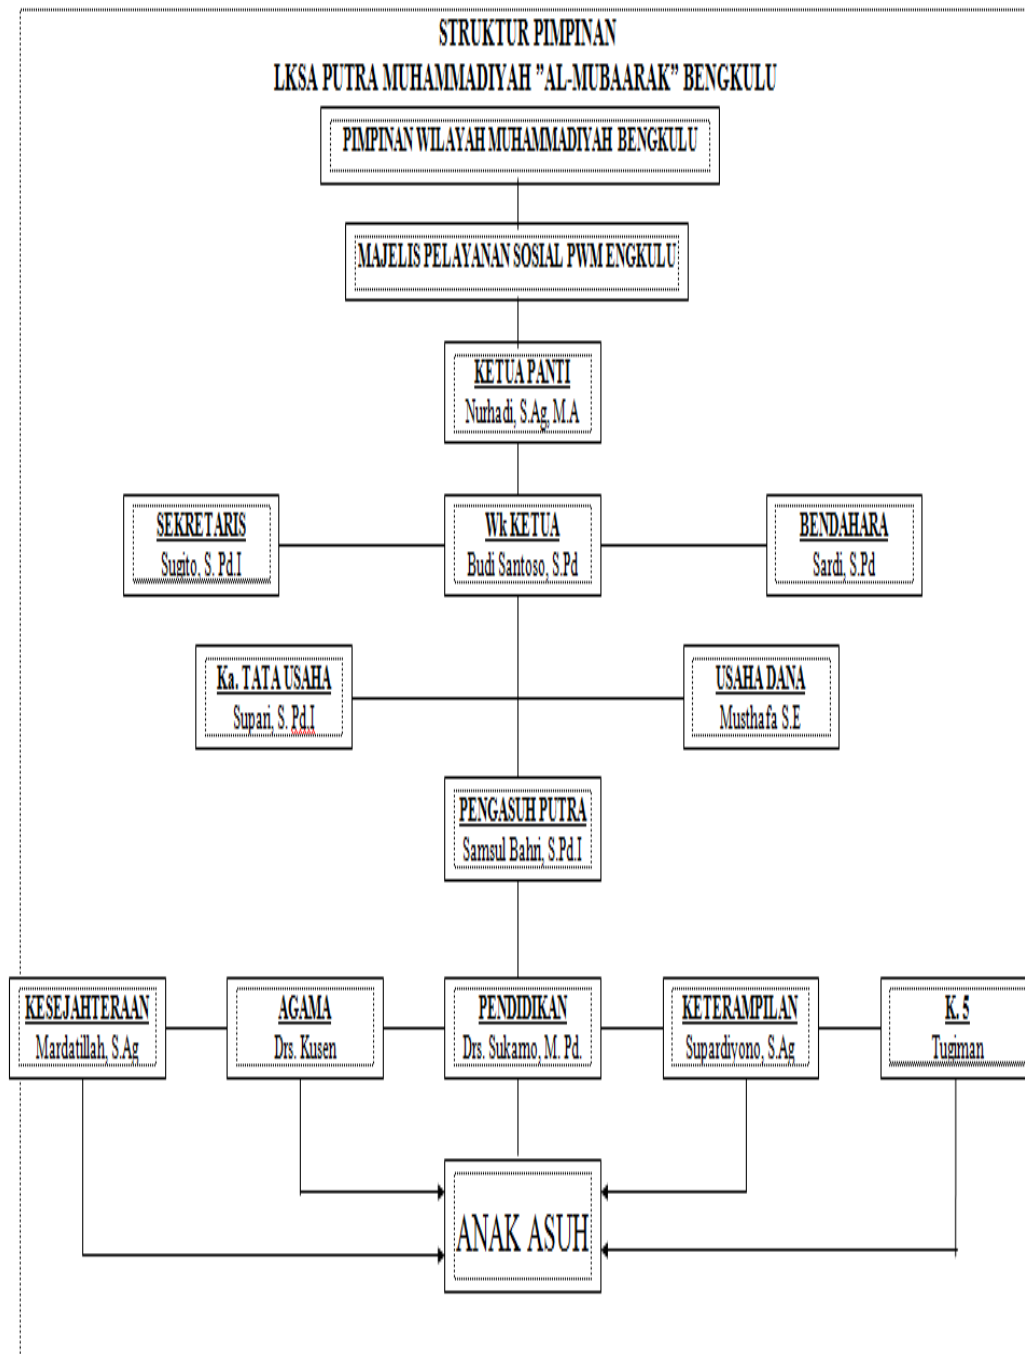 STRUKTUR PIMPINAN
LKSA PUTRA MUHAMMADIYAH ”AL-MUBAARAK” BENGKULU
PIMPINAN WILAYAH MUHAMMADIYAH BENGKULU
MAJELIS PELAYANAN SOSIAL PWM ENGKULU
KETUA PANTI
Nurhadi, S.Ag, M.A
SEKRETARIS
Sugito, S. Pd.I
Wk KETUA
Budi Santoso, S.Pd
BENDAHARA
Sardi, S.Pd
Ka. TATA USAHA
Supari, S. Pd.I
USAHA DANA
Musthafa S.E
PENGASUH PUTRA
Samsul Bahri, S.Pd.I
KESEJAHTERAAN
Mardatillah, S.Ag
AGAMA
Drs. Kusen
PENDIDIKAN
Drs. Sukarno, M. Pd.
KETERAMPILAN
Supardiyono, S.Ag
K. 5
Tugiman
ANAK ASUH